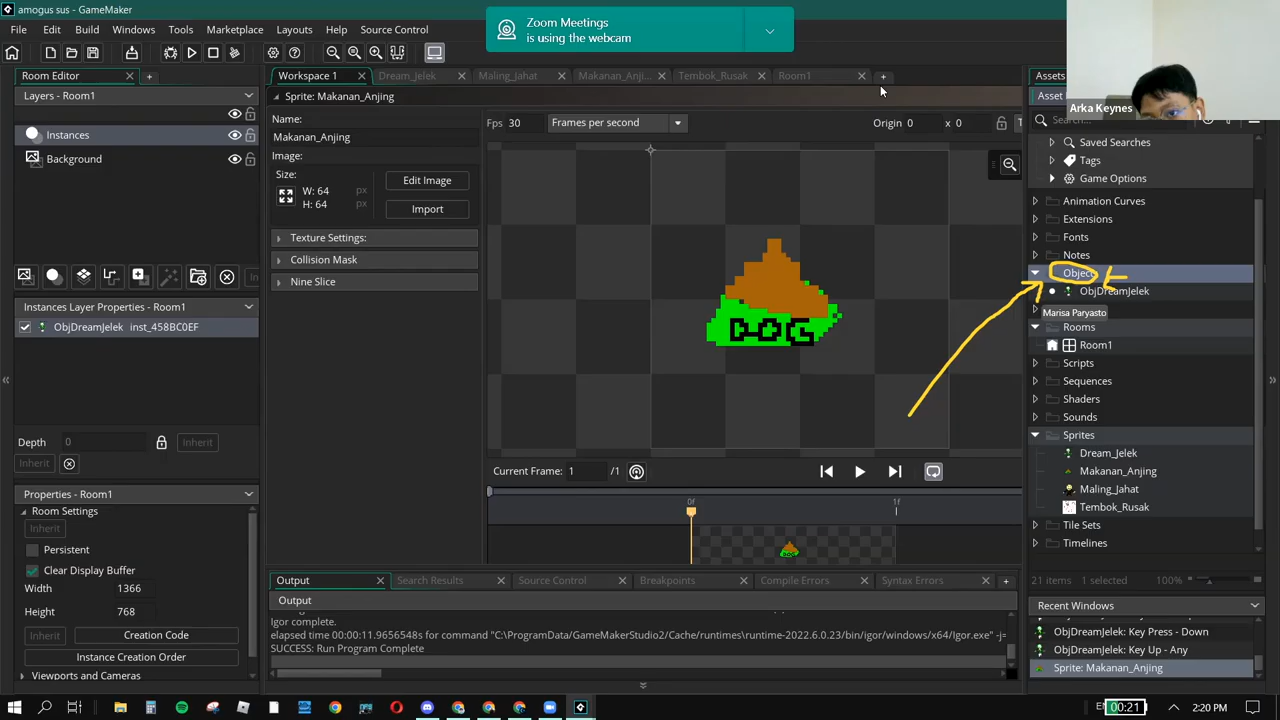 amogus sus - GameMaker
Zoom Meetings
is using the webcam
File Edit Build Windows Tools Marketplace Layouts Help Source Control
Arka Keynes
Room Editor
Workspace 1 Dream_Jelek Maling_Jahat Makanan_Anji... Tembok_Rusak Room1
Assets
Layers - Room1
Sprite: Makanan_Anjing
Asset
Instances
Background
Name:
Makanan_Anjing
Fps 30 Frames per second
Origin 0 x 0
Search...
Image:
Size:
W: 64 px
H: 64 px
Edit Image
Import
Texture Settings:
Collision Mask
Nine Slice
DOG
Saved Searches
Tags
Game Options
Animation Curves
Extensions
Fonts
Notes
Objects
ObjDreamJelek
Marisa Paryasto
Rooms
Room1
Scripts
Sequences
Shaders
Sounds
Sprites
Dream_Jelek
Makanan_Anjing
Maling_Jahat
Tembok_Rusak
Tile Sets
Timelines
21 items 1 selected 100%
Instances Layer Properties - Room1
ObjDreamJelek inst_458BC0EF
Depth 0 Inherit
Inherit
Current Frame: 1 /1
0f 1f
Properties - Room1
Room Settings
Inherit
Persistent
Clear Display Buffer
Width 1366
Height 768
Inherit Creation Code
Instance Creation Order
Viewports and Cameras
Output Search Results Source Control Breakpoints Compile Errors Syntax Errors
Output
Igor complete.
elapsed time 00:00:11.9656548s for command "C:\ProgramData/GameMakerStudio2/Cache/runtimes\runtime-2022.6.0.23/bin/igor/windows/x64/Igor.exe" -j=
SUCCESS: Run Program Complete
Recent Windows
ObjDreamJelek: Key Press - Down
ObjDreamJelek: Key Up - Any
Sprite: Makanan_Anjing
00:21
2:20 PM